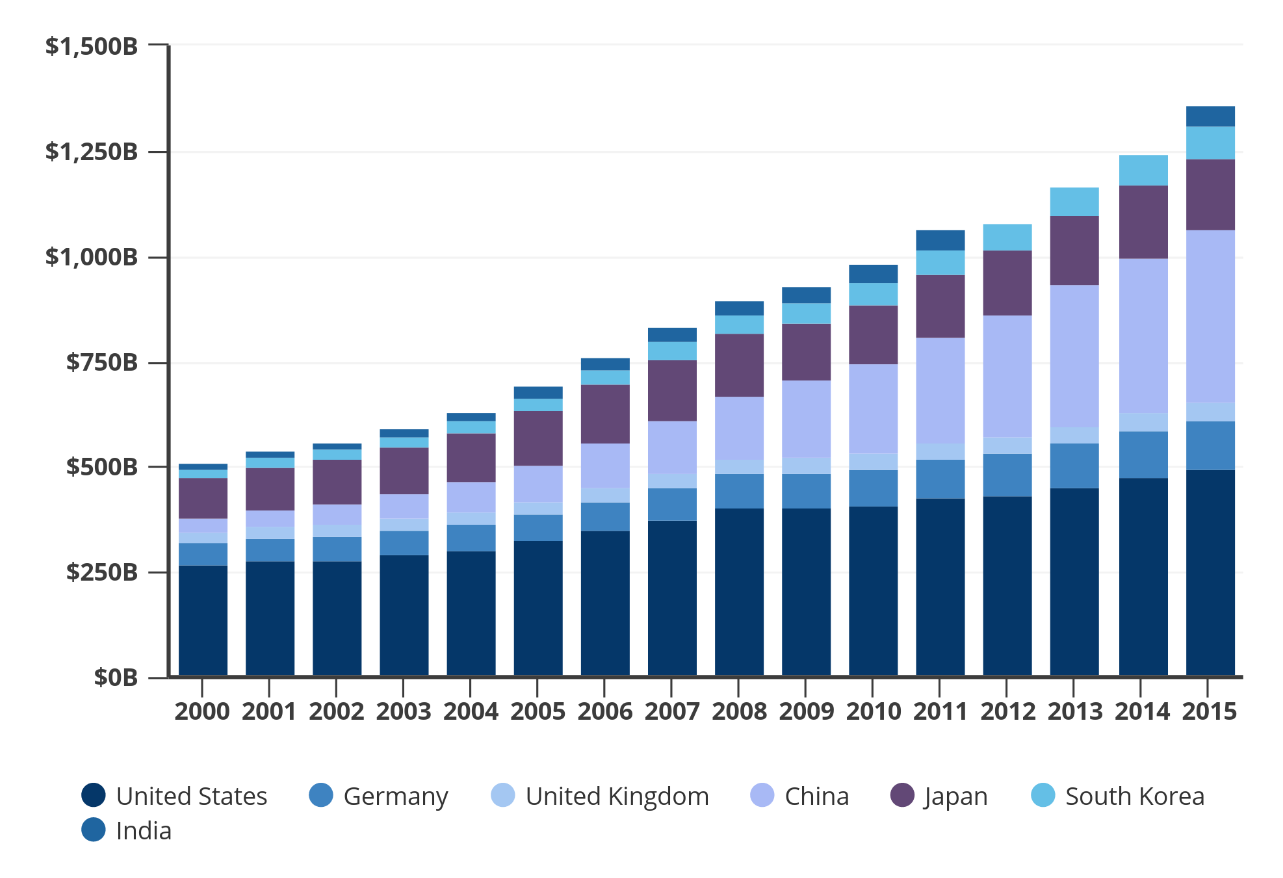 $1,500B
$1,250B
$1,000B
$750B
$500B
$250B
$0B
2000 2001 2002 2003 2004 2005 2006 2007 2008 2009 2010 2011 2012 2013 2014 2015
United States Germany United Kingdom China Japan South Korea
India